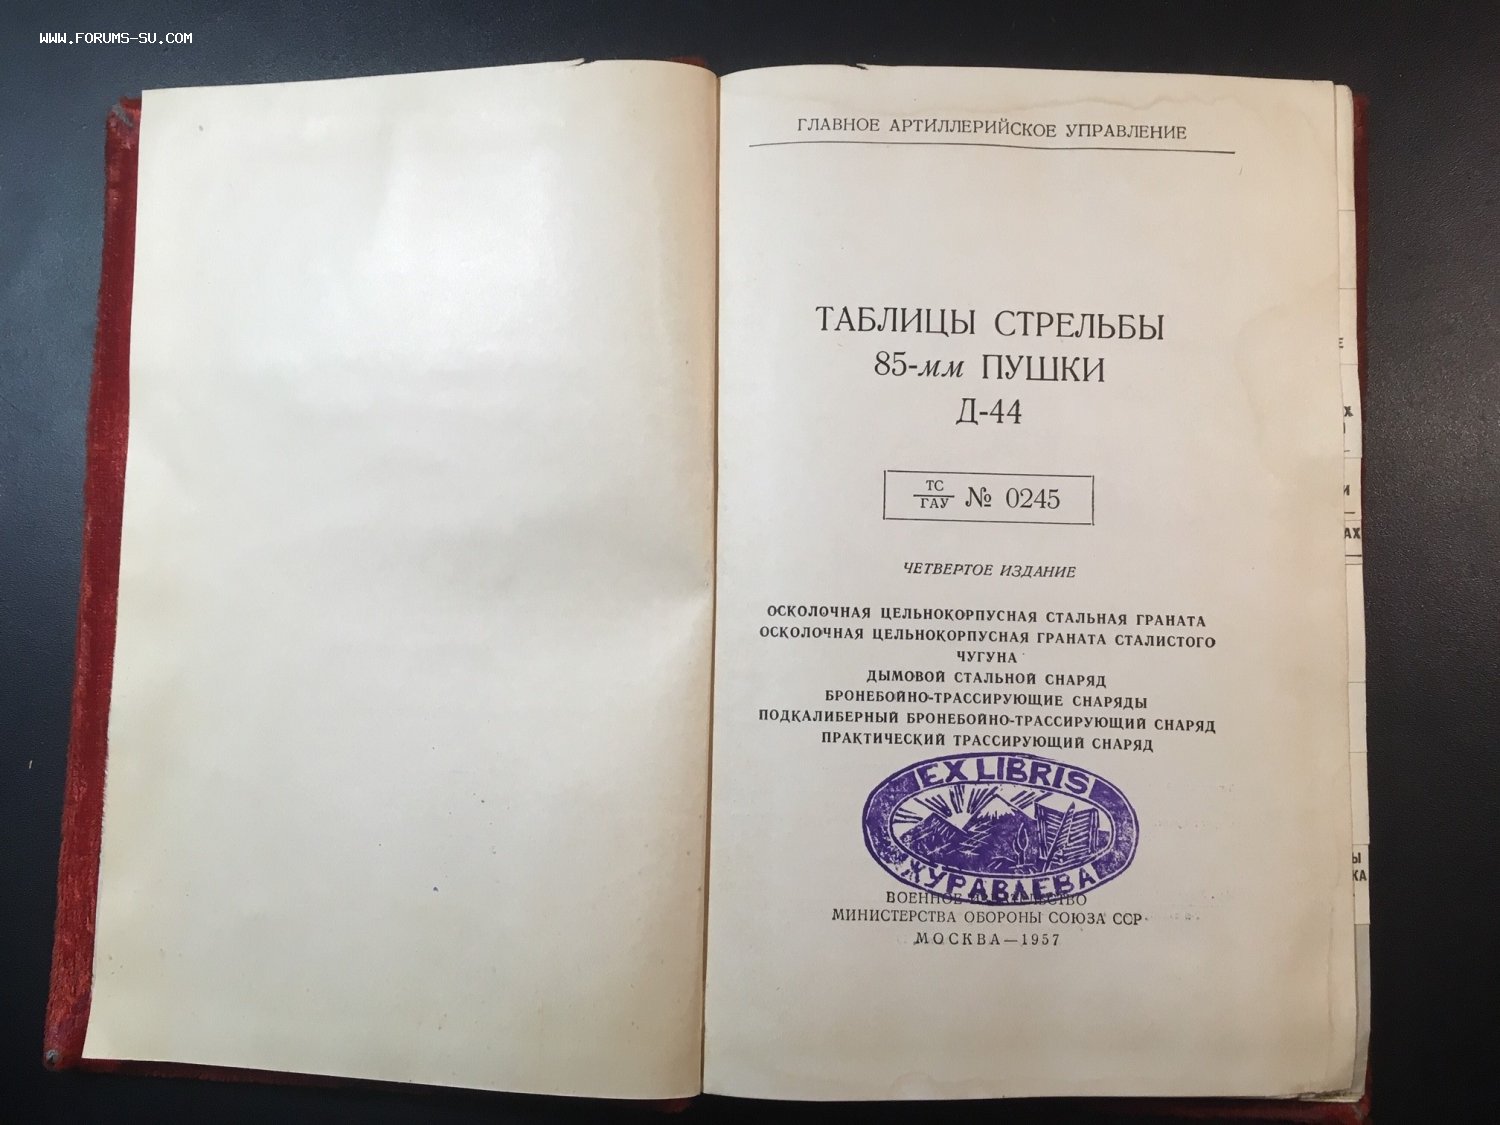 WWW.FORUMS-SU.COM
ГЛАВНОЕ АРТИЛЛЕРИЙСКОЕ УПРАВЛЕНИЕ
ТАБЛИЦЫ СТРЕЛЬБЫ
85-мм ПУШКИ
Д-44
ТС
ГАУ № 0245
ЧЕТВЕРТОЕ ИЗДАНИЕ
ОСКОЛОЧНАЯ ЦЕЛЬНОКОРПУСНАЯ СТАЛЬНАЯ ГРАНАТА
ОСКОЛОЧНАЯ ЦЕЛЬНОКОРПУСНАЯ ГРАНАТА СТАЛИСТОГО
ЧУГУНА
ДЫМОВОЙ СТАЛЬНОЙ СНАРЯД
БРОНЕБОЙНО-ТРАССИРУЮЩИЕ СНАРЯДЫ
ПОДКАЛИБЕРНЫЙ БРОНЕБОЙНО-ТРАССИРУЮЩИЙ СНАРЯД
ПРАКТИЧЕСКИЙ ТРАССИРУЮЩИЙ СНАРЯД
EX LIBRIS
ЖУРАВЛЕВА
ВОЕННОЕ ИЗДАТЕЛЬСТВО
МИНИСТЕРСТВА ОБОРОНЫ СОЮЗА ССР
МОСКВА—1957